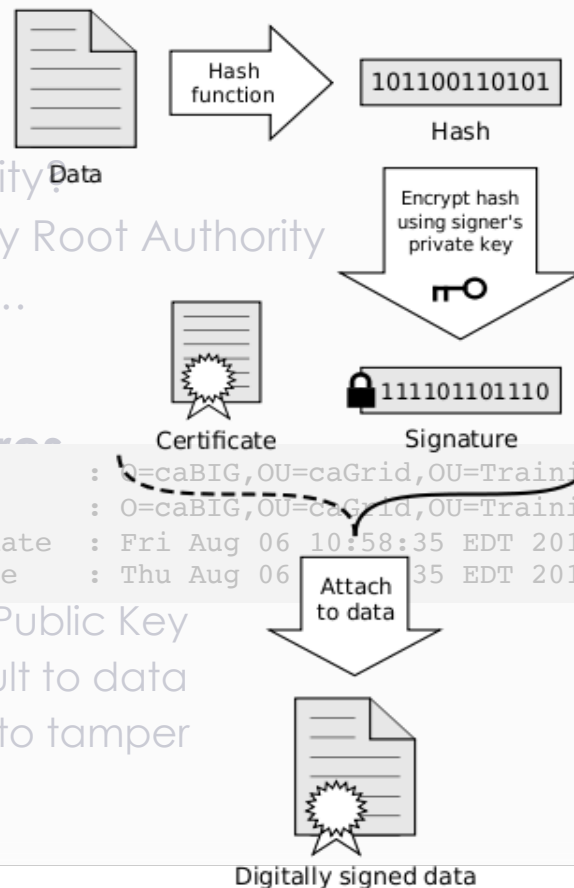 Hash
function
101100110101
Hash
Data
ity?
y Root Authority
...
Encrypt hash
using signer's
private key
111101101110
Certificate
Signature
: O=caBIG,OU=caGrid,OU=Traini
: O=caBIG,OU=caGrid,OU=Traini
ate : Fri Aug 06 10:58:35 EDT 201
e : Thu Aug 06 35 EDT 201
Attach
to data
Public Key
ult to data
to tamper
Digitally signed data